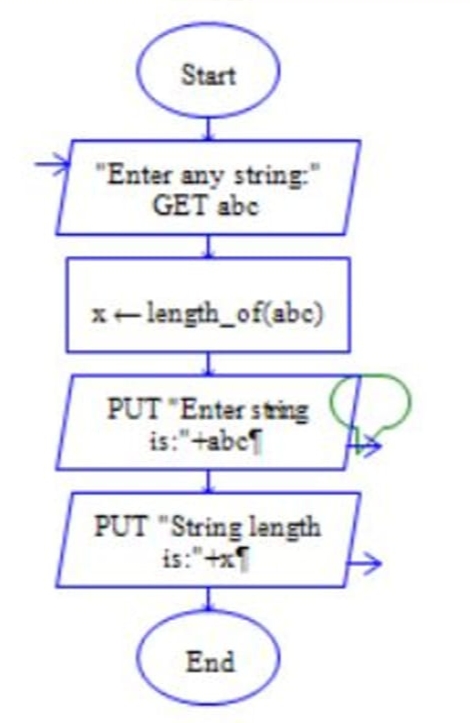 Start
"Enter any string:"
GET abc
x ← length_of(abc)
PUT "Enter string
is:"+abc¶
PUT "String length
is:"+x¶
End